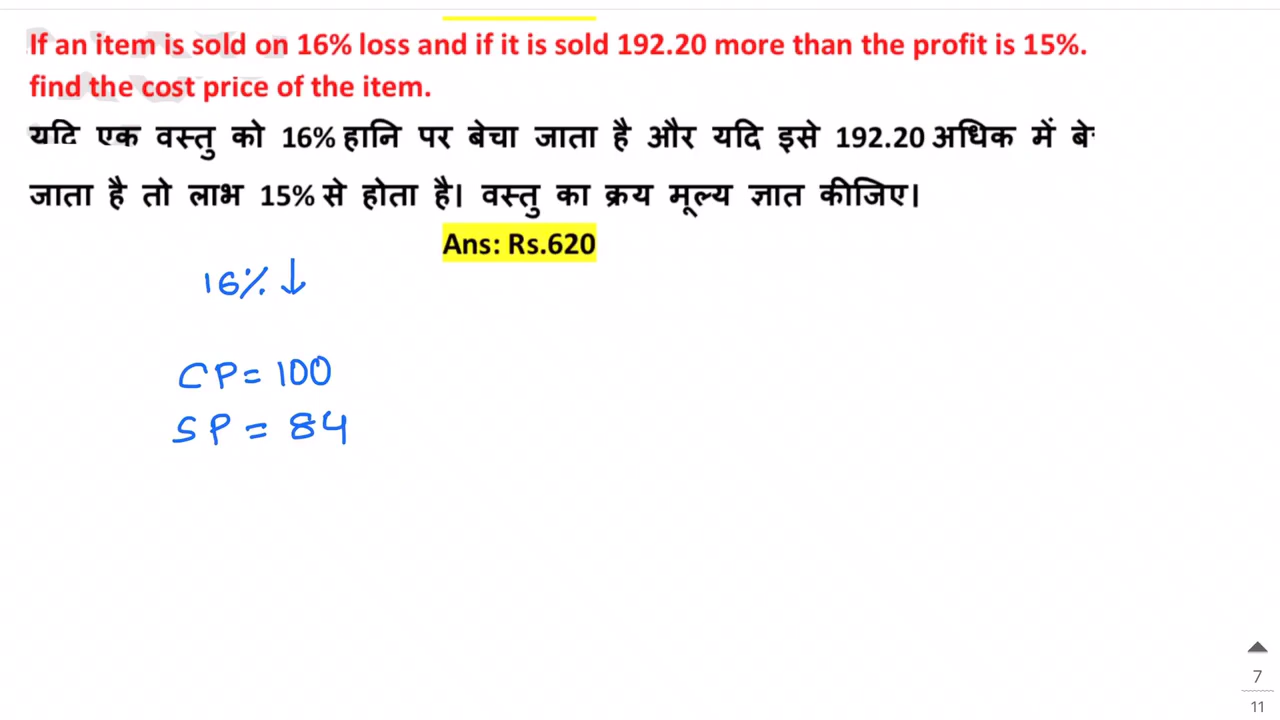 If an item is sold on 16% loss and if it is sold 192.20 more than the profit is 15%.
find the cost price of the item.
यदि एक वस्तु को 16% हानि पर बेचा जाता है और यदि इसे 192.20 अधिक में
जाता है तो लाभ 15% से होता है। वस्तु का क्रय मूल्य ज्ञात कीजिए।
Ans: Rs.620
16% ↓
CP = 100
SP = 84
7
11